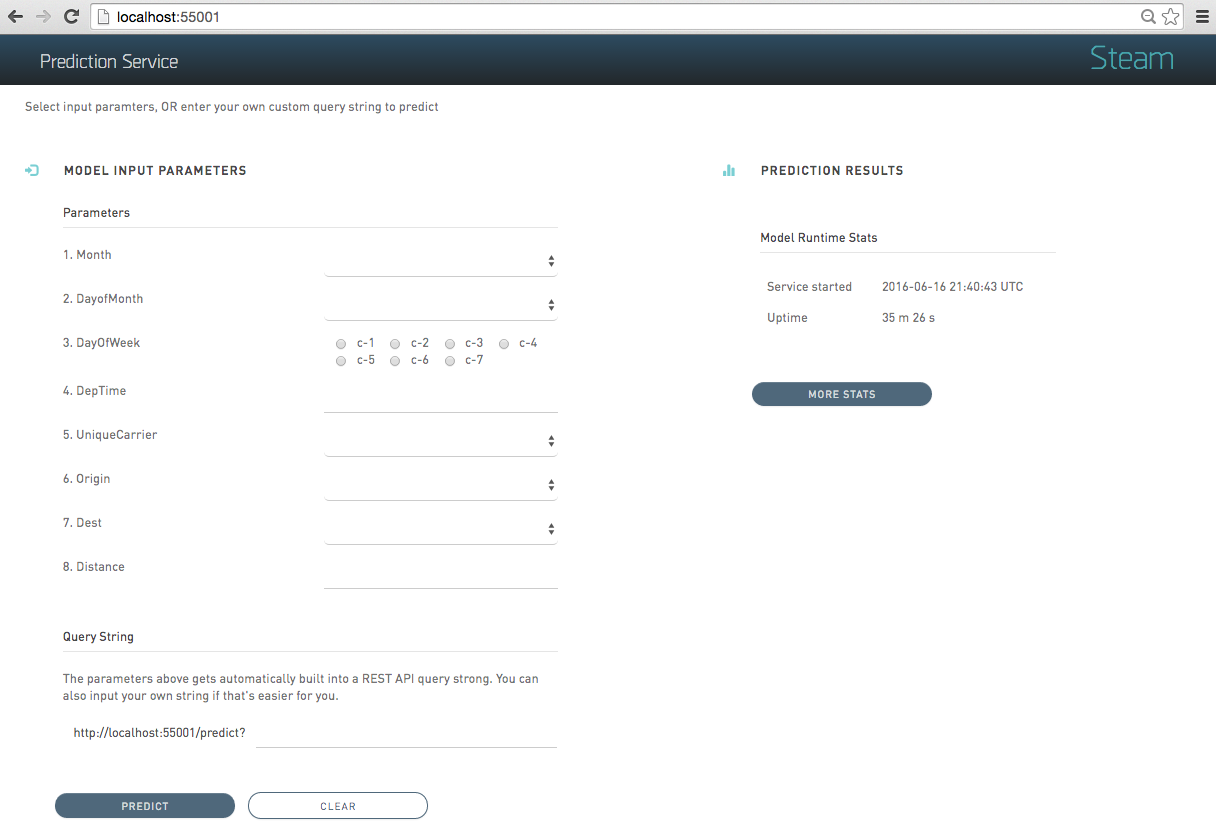 localhost:55001
Prediction Service
Steam
Select input paramters, OR enter your own custom query string to predict
MODEL INPUT PARAMETERS
Parameters
1. Month
2. DayofMonth
3. DayOfWeek
c-1 c-2 c-3 c-4
c-5 c-6 c-7
4. DepTime
5. UniqueCarrier
6. Origin
7. Dest
8. Distance
Query String
The parameters above gets automatically built into a REST API query strong. You can
also input your own string if that's easier for you.
http://localhost:55001/predict?
PREDICT
CLEAR
PREDICTION RESULTS
Model Runtime Stats
Service started 2016-06-16 21:40:43 UTC
Uptime 35 m 26 s
MORE STATS